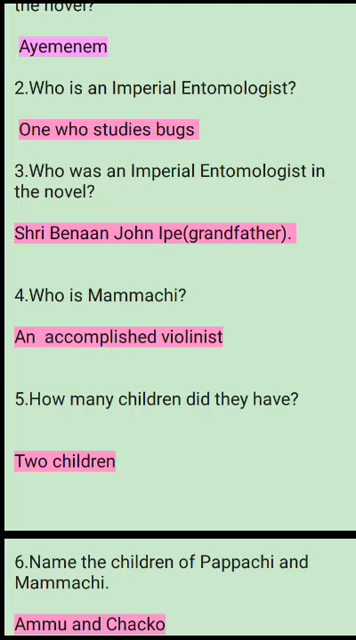 the novel?
Ayemenem
2.Who is an Imperial Entomologist?
One who studies bugs
3.Who was an Imperial Entomologist in
the novel?
Shri Benaan John Ipe(grandfather).
4.Who is Mammachi?
An  accomplished violinist
5.How many children did they have?
Two children
6.Name the children of Pappachi and
Mammachi.
Ammu and Chacko